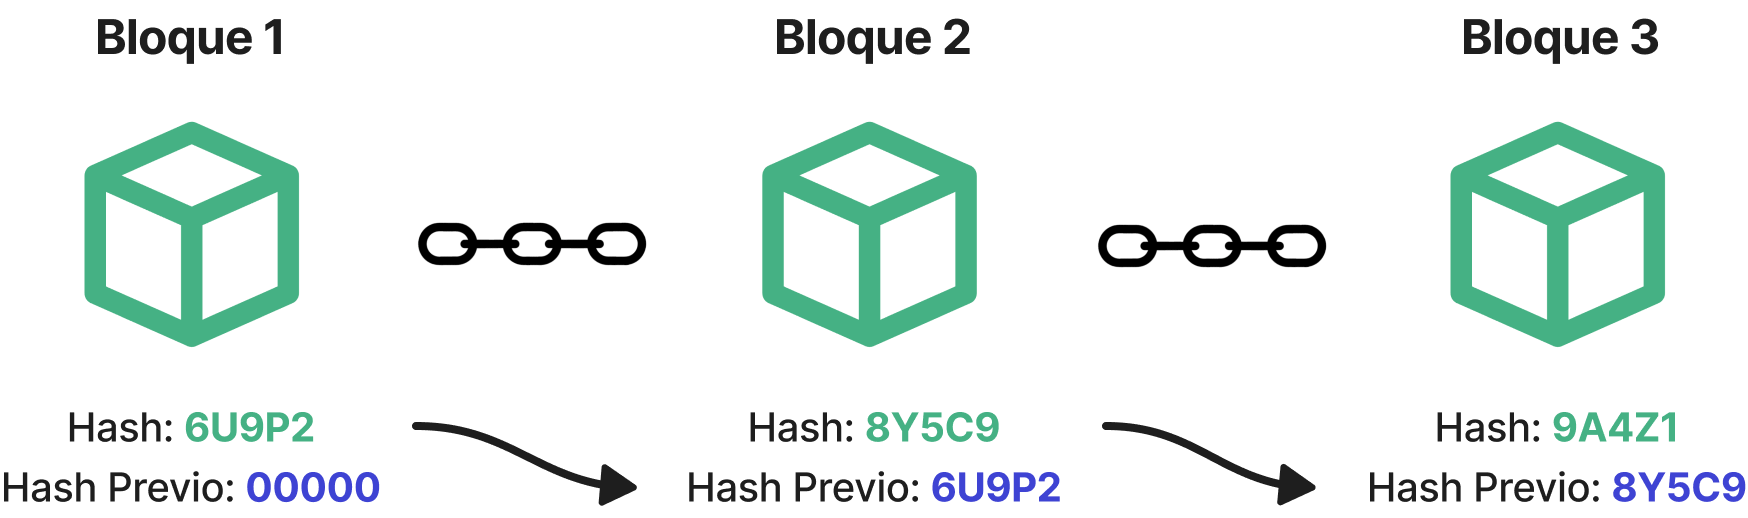 Bloque 1
Bloque 2
Bloque 3
Hash: 6U9P2
Hash: 8Y5C9
Hash: 9A4Z1
Hash Previo: 00000
Hash Previo: 6U9P2
Hash Previo: 8Y5C9